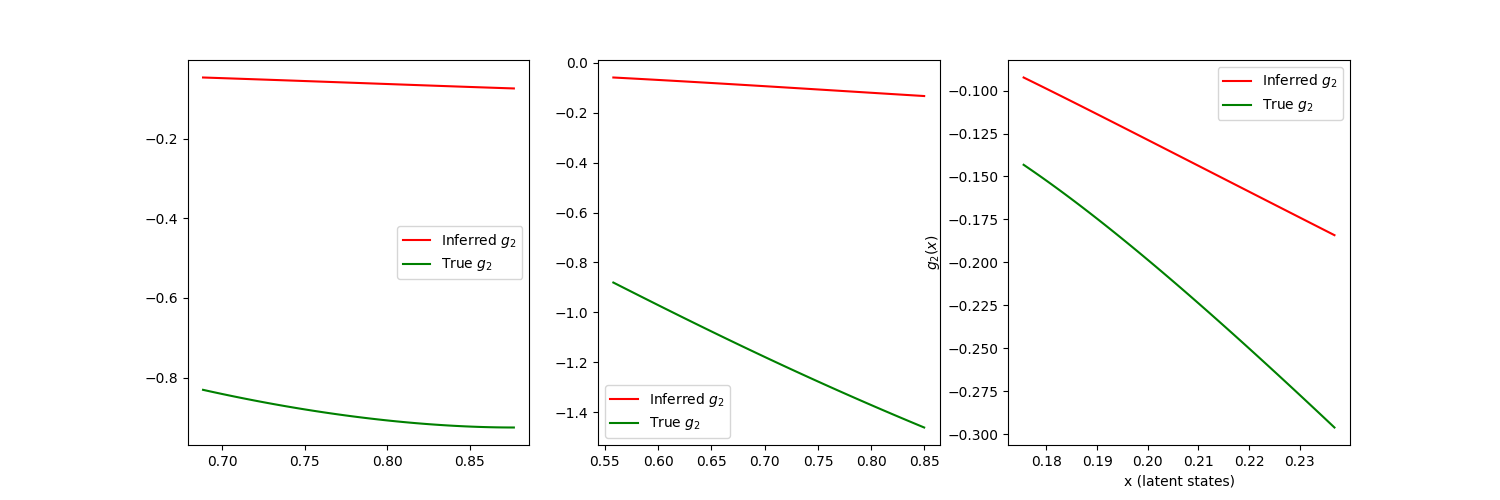 −0.2
−0.4
−0.6
−0.8
0.70 0.75 0.80 0.85
Inferred g₂
True g₂
0.0
−0.2
−0.4
−0.6
−0.8
−1.0
−1.2
−1.4
0.55 0.60 0.65 0.70 0.75 0.80 0.85
Inferred g₂
True g₂
g₂(x)
−0.100
−0.125
−0.150
−0.175
−0.200
−0.225
−0.250
−0.275
−0.300
0.18 0.19 0.20 0.21 0.22 0.23
x (latent states)
Inferred g₂
True g₂